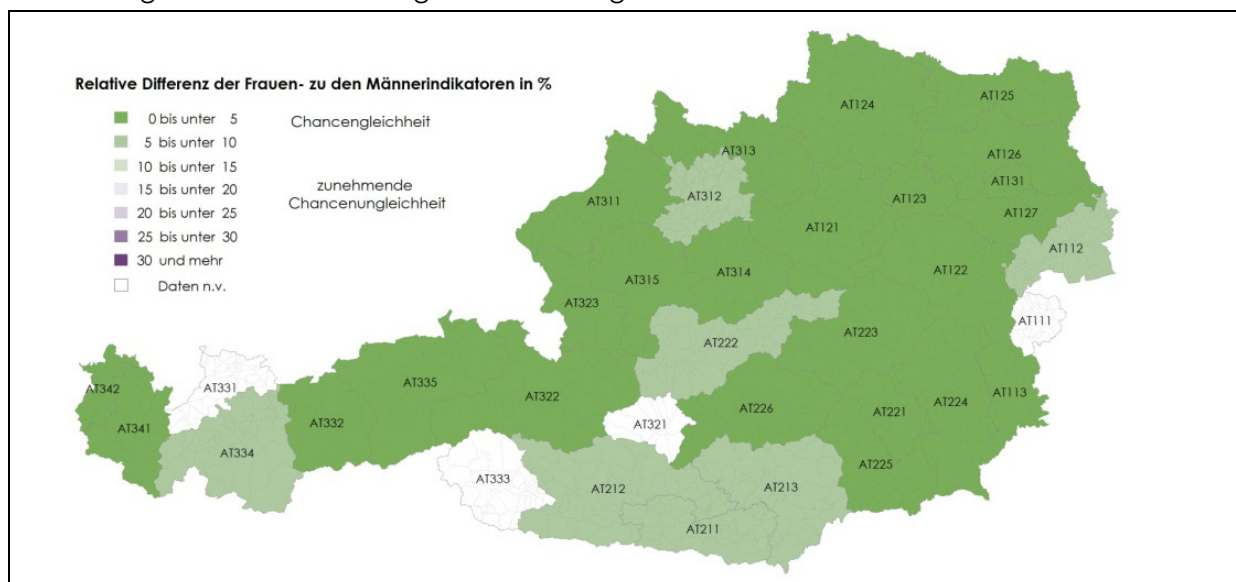 Relative Differenz der Frauen- zu den Männerindikatoren in %
0 bis unter 5 Chancengleichheit
5 bis unter 10
10 bis unter 15
15 bis unter 20 zunehmende
20 bis unter 25 Chancenungleichheit
25 bis unter 30
30 und mehr
Daten n.v.
AT124
AT125
AT313
AT126
AT131
AT312
AT311
AT123
AT127
AT121
AT112
AT122
AT314
AT315
AT323
AT111
AT223
AT222
AT335
AT342
AT331
AT322
AT113
AT224
AT226
AT221
AT332
AT341
AT321
AT334
AT225
AT333
AT212
AT213
AT211